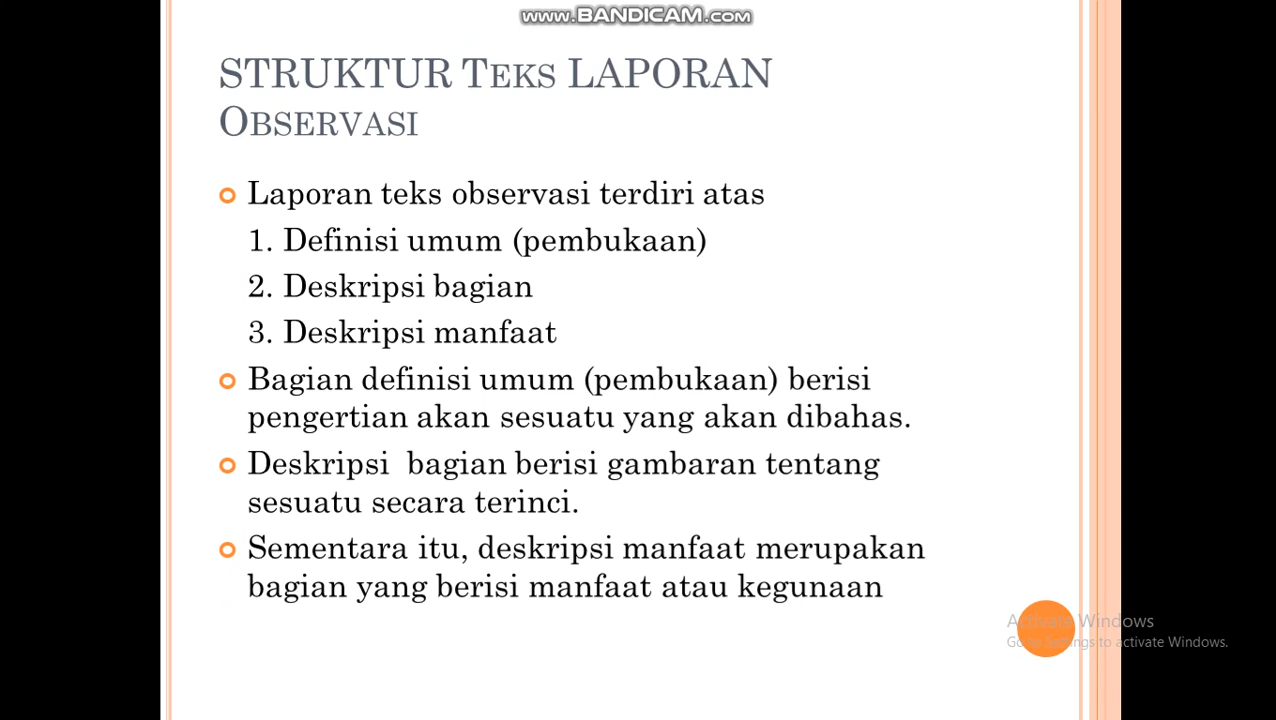 www.BANDICAM.com
STRUKTUR TEKS LAPORAN
OBSERVASI
Laporan teks observasi terdiri atas
1. Definisi umum (pembukaan)
2. Deskripsi bagian
3. Deskripsi manfaat
Bagian definisi umum (pembukaan) berisi
pengertian akan sesuatu yang akan dibahas.
Deskripsi  bagian berisi gambaran tentang
sesuatu secara terinci.
Sementara itu, deskripsi manfaat merupakan
bagian yang berisi manfaat atau kegunaan
Activate Windows
Go to Settings to activate Windows.